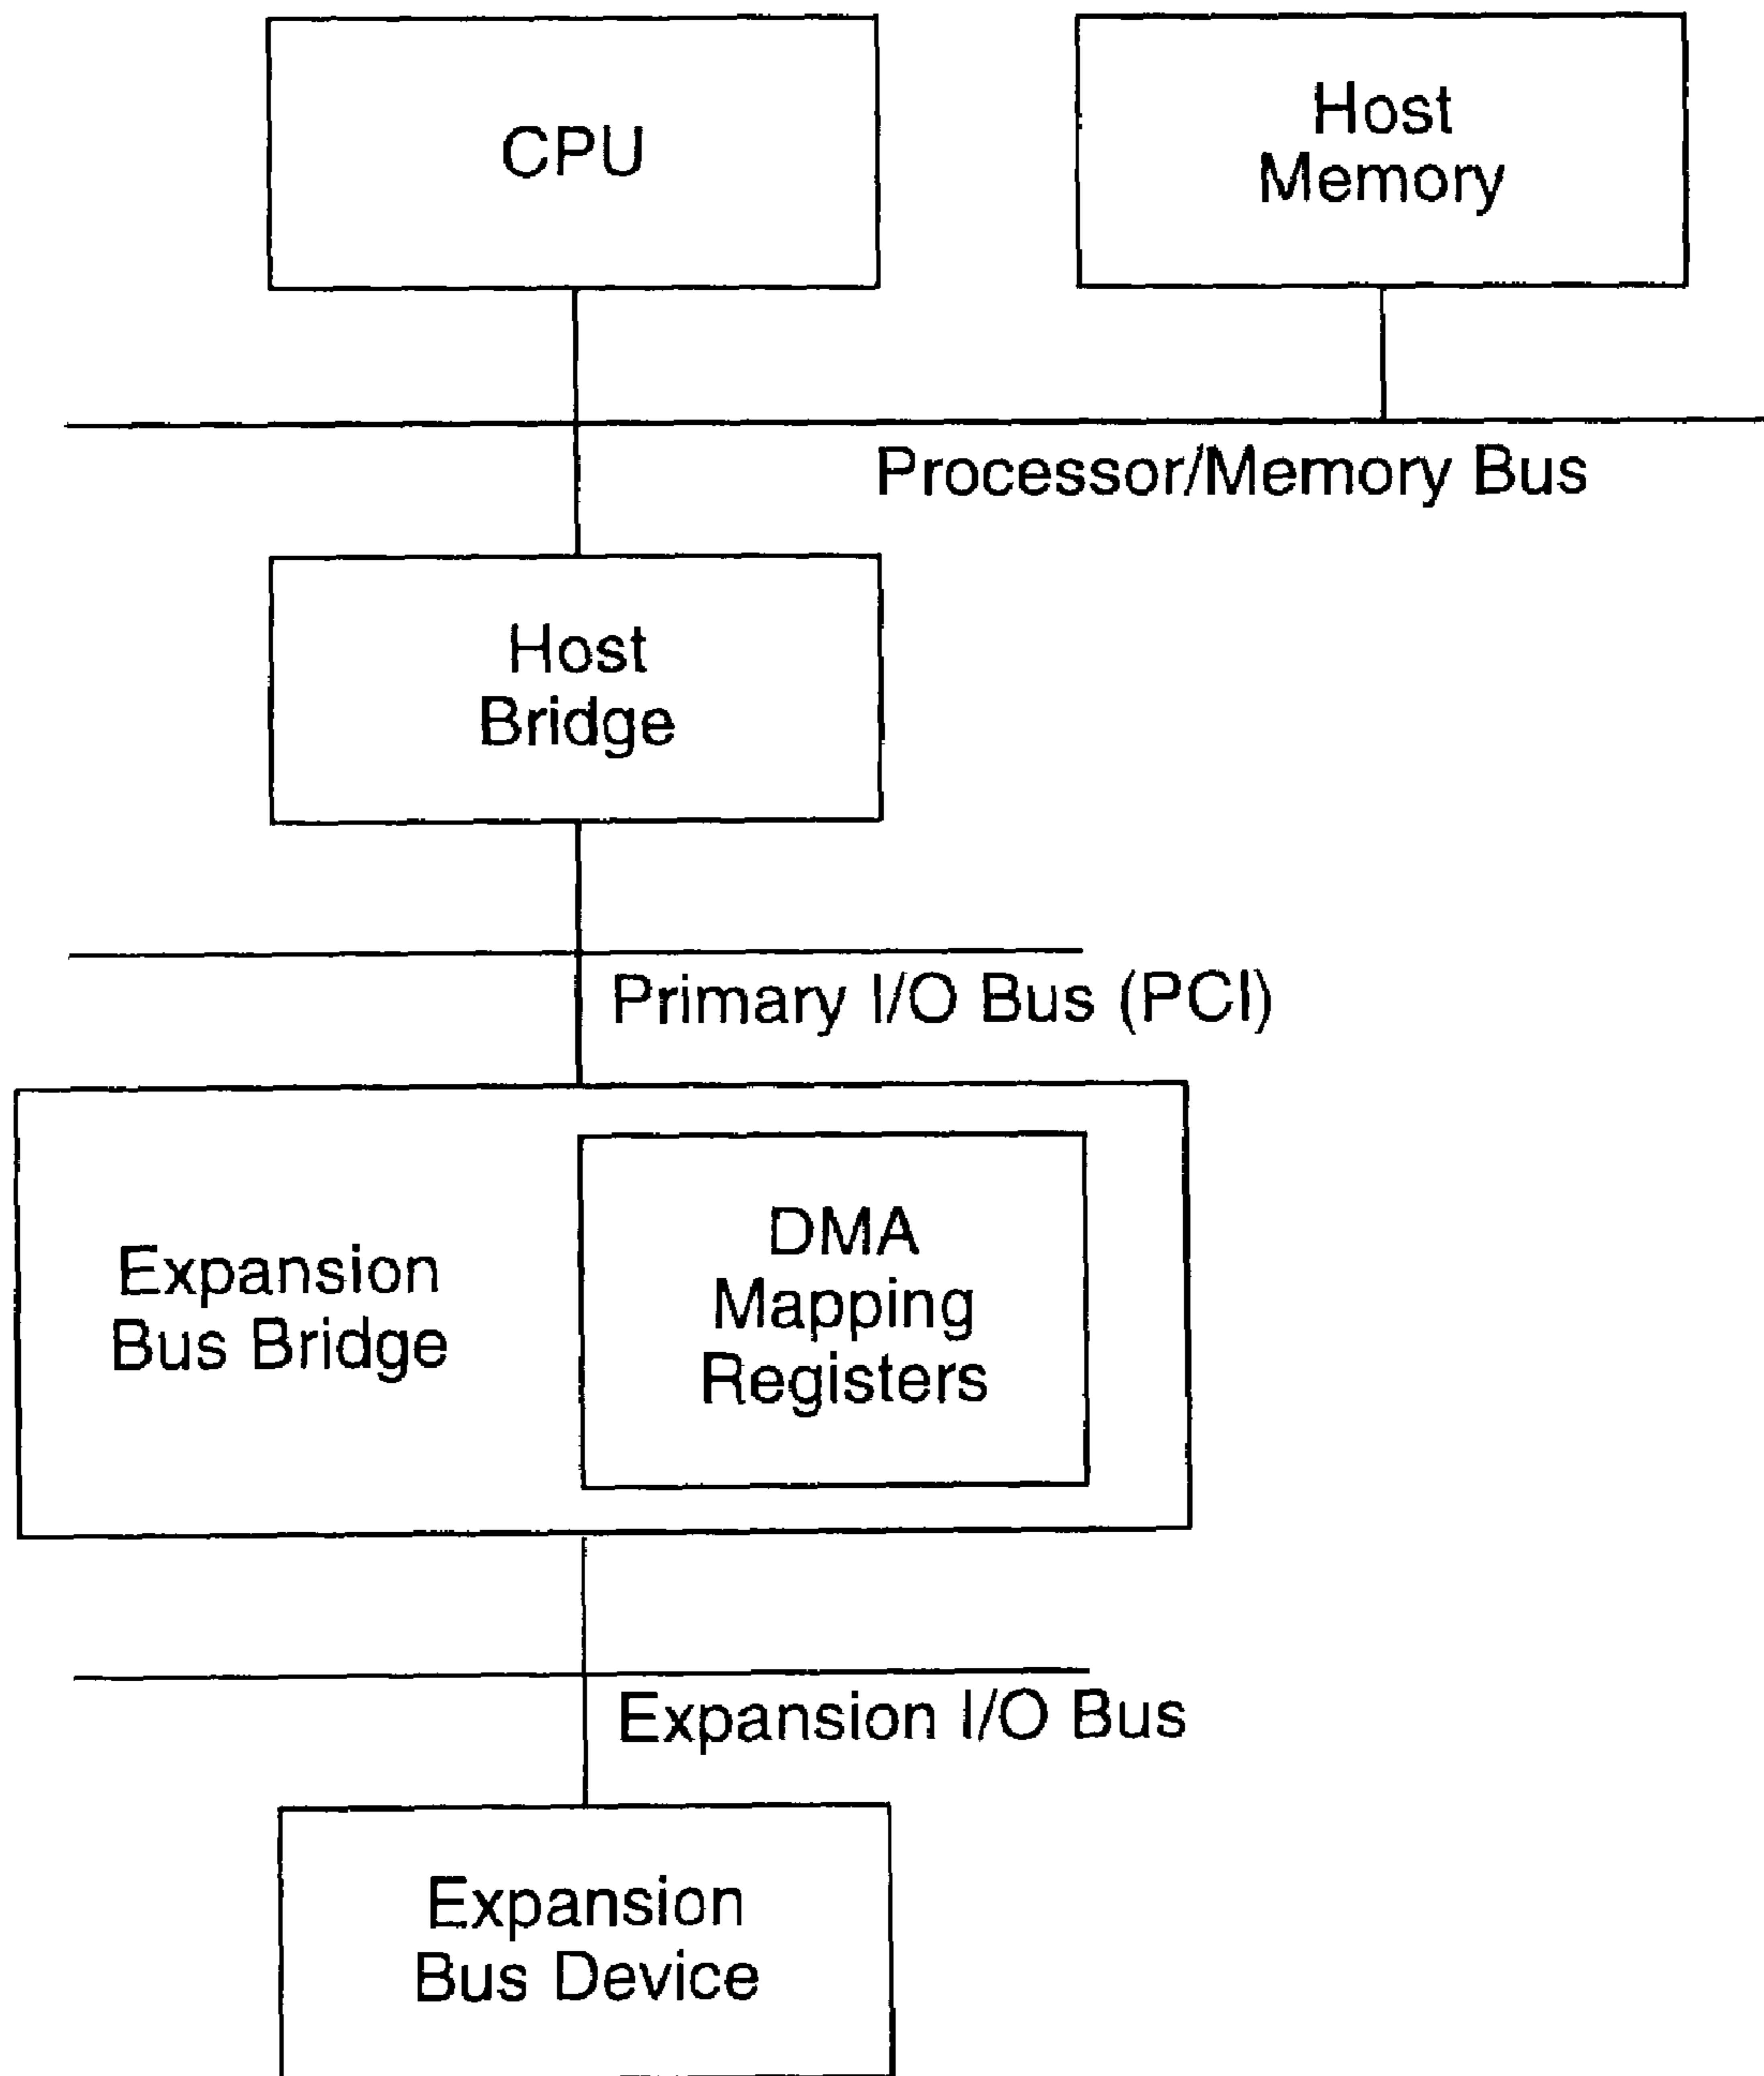 CPU
Host
Memory
Processor/Memory Bus
Host
Bridge
Primary I/O Bus (PCI)
Expansion
Bus Bridge
DMA
Mapping
Registers
Expansion I/O Bus
Expansion
Bus Device